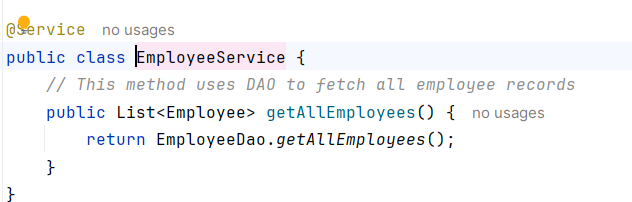 @Service no usages
public class EmployeeService {
// This method uses DAO to fetch all employee records
public List<Employee> getAllEmployees() { no usages
return EmployeeDao.getAllEmployees();
}
}